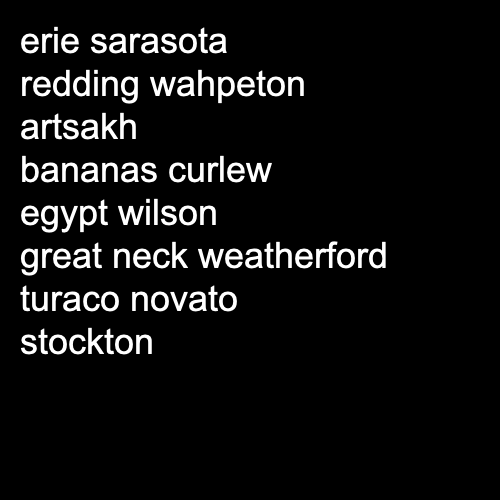 erie sarasota
redding wahpeton
artsakh
bananas curlew
egypt wilson
great neck weatherford
turaco novato
stockton